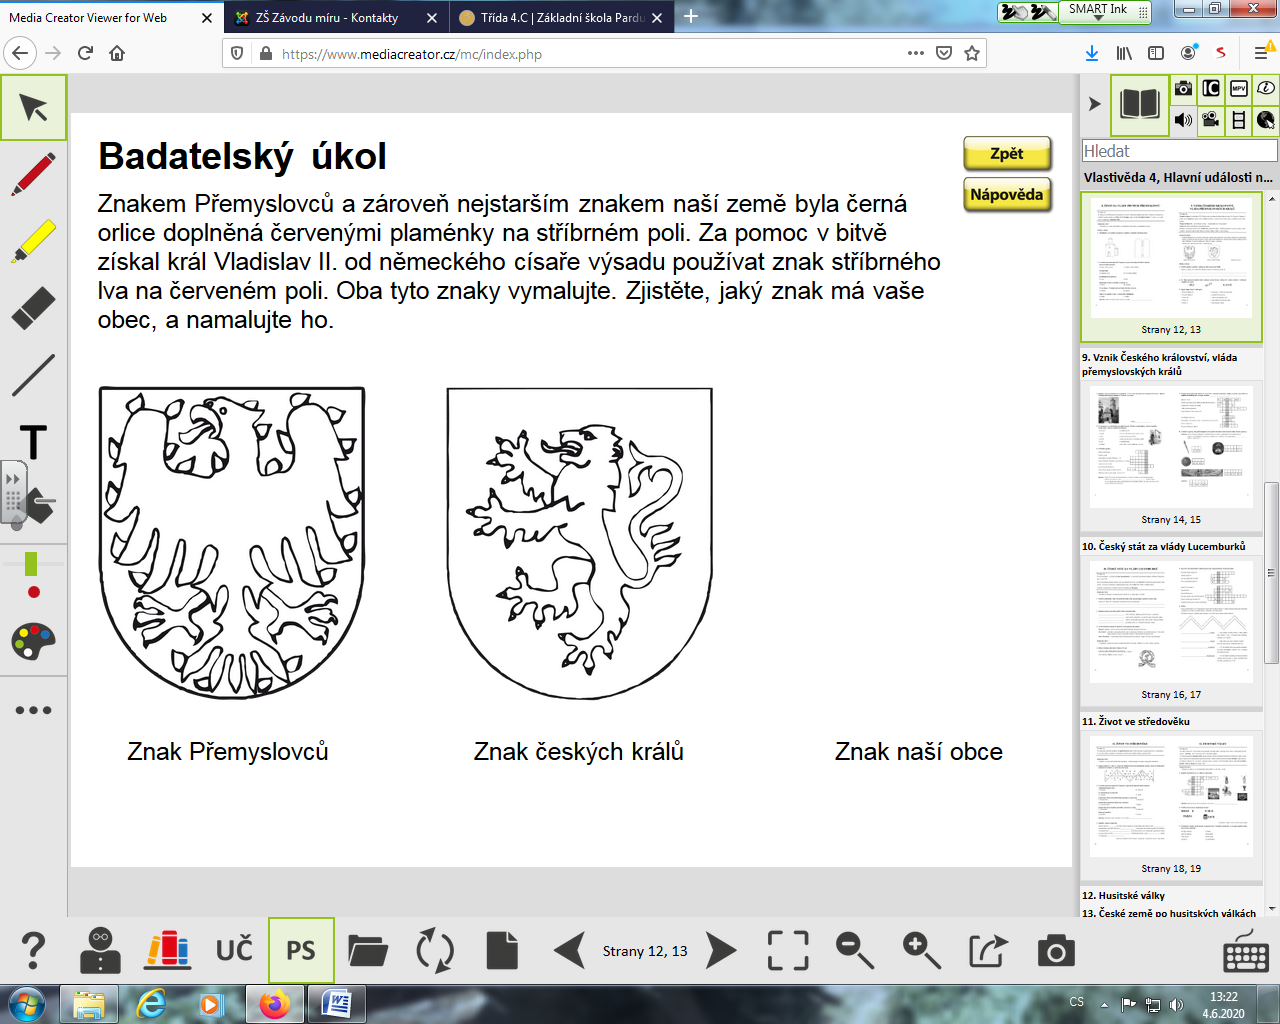 Media Creator Viewer for Web
ZŠ Závodu míru - Kontakty
Třída 4.C | Základní škola Pardu
SMART Ink
https://www.mediacreator.cz/mc/index.php
Badatelský úkol
Zpět
Nápověda
Znakem Přemyslovců a zároveň nejstarším znakem naší země byla černá
orlice doplněná červenými plaménky na stříbrném poli. Za pomoc v bitvě
získal král Vladislav II. od německého císaře výsadu používat znak stříbrného
lva na červeném poli. Oba tyto znaky vymalujte. Zjistěte, jaký znak má vaše
obec, a namalujte ho.
Znak Přemyslovců
Znak českých králů
Znak naší obce
T
MPV
Hledat
Vlastivěda 4, Hlavní události n...
Strany 12, 13
9. Vznik Českého království, vláda
přemyslovských králů
Strany 14, 15
10. Český stát za vlády Lucemburků
Strany 16, 17
11. Život ve středověku
Strany 18, 19
12. Husitské války
13. České země po husitských válkách
?
UČ
PS
Strany 12, 13
CS
13:22
4.6.2020